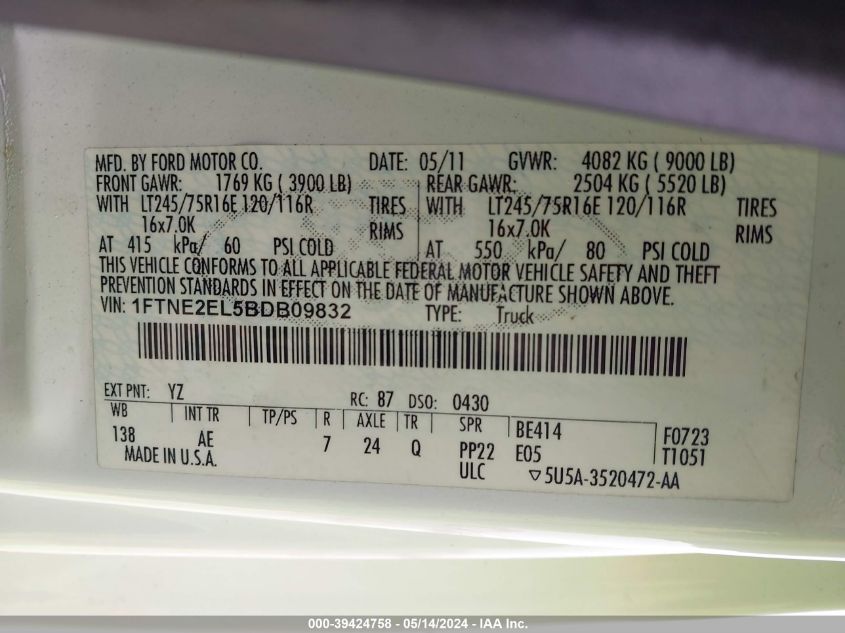 MFD. BY FORD MOTOR CO. DATE: 05/11 GVWR: 4082 KG ( 9000 LB)
FRONT GAWR: 1769 KG ( 3900 LB) REAR GAWR: 2504 KG ( 5520 LB)
WITH LT245/75R16E 120/116R TIRES WITH LT245/75R16E 120/116R TIRES
16x7.0K RIMS 16x7.0K RIMS
AT 415 kPa/ 60 PSI COLD AT 550 kPa/ 80 PSI COLD
THIS VEHICLE CONFORMS TO ALL APPLICABLE FEDERAL MOTOR VEHICLE SAFETY AND THEFT
PREVENTION STANDARDS IN EFFECT ON THE DATE OF MANUFACTURE SHOWN ABOVE.
VIN: 1FTNE2EL5BDB09832 TYPE: Truck
EXT PNT: YZ RC: 87 DSO: 0430
WB INT TR TP/PS R AXLE TR SPR BE414 F0723
138 AE 7 24 Q PP22 E05 T1051
MADE IN U.S.A. ULC ▽5U5A-3520472-AA
000-39424758 - 05/14/2024 - IAA Inc.